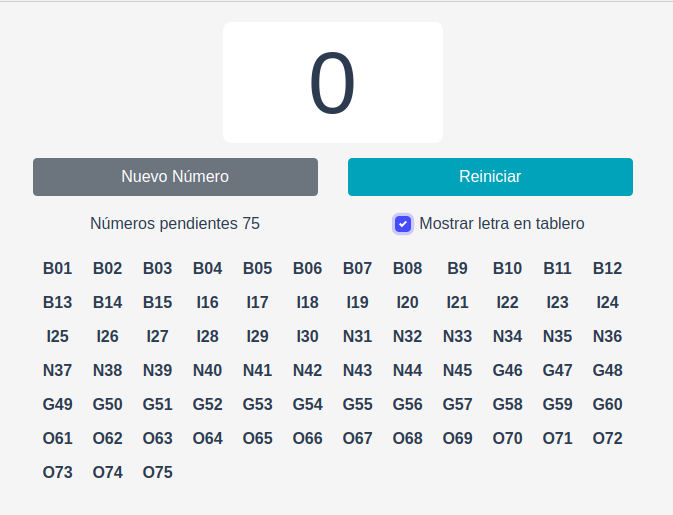 0
Nuevo Número Reiniciar
Números pendientes 75 Mostrar letra en tablero
B01 B02 B03 B04 B05 B06 B07 B08 B9 B10 B11 B12
B13 B14 B15 I16 I17 I18 I19 I20 I21 I22 I23 I24
I25 I26 I27 I28 I29 I30 N31 N32 N33 N34 N35 N36
N37 N38 N39 N40 N41 N42 N43 N44 N45 G46 G47 G48
G49 G50 G51 G52 G53 G54 G55 G56 G57 G58 G59 G60
O61 O62 O63 O64 O65 O66 O67 O68 O69 O70 O71 O72
O73 O74 O75